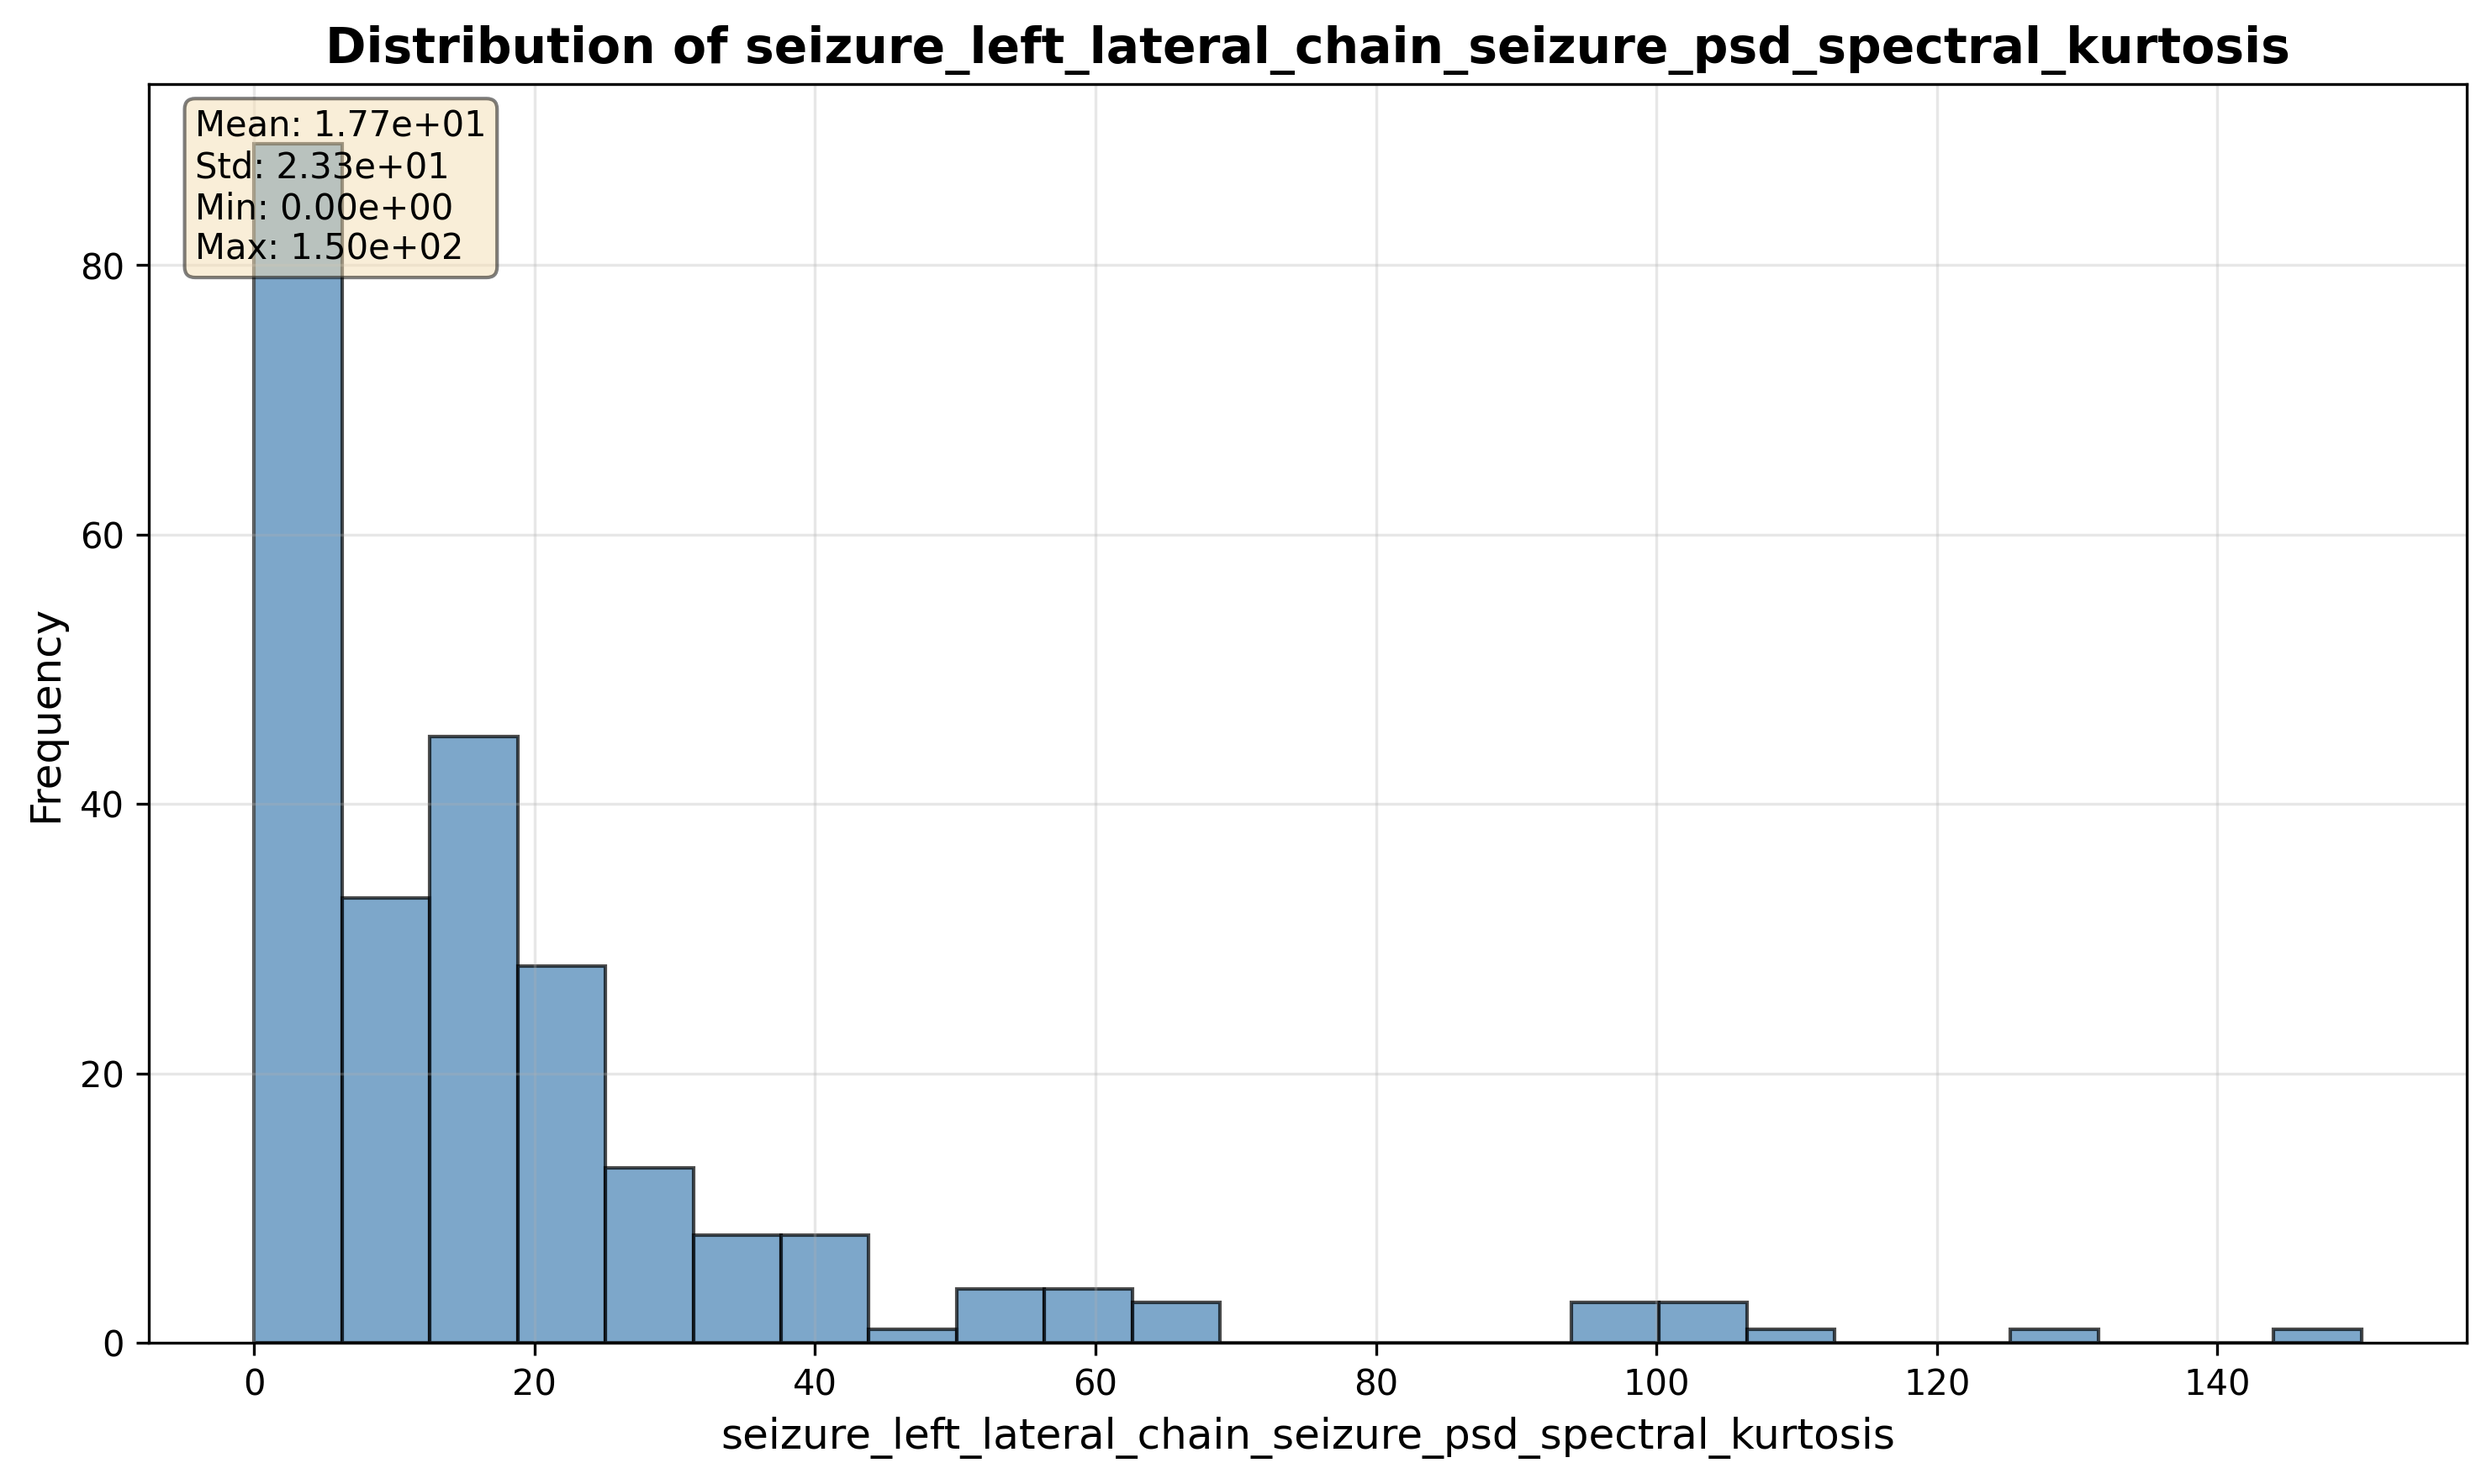 Distribution of seizure_left_lateral_chain_seizure_psd_spectral_kurtosis
Mean: 1.77e+01
Std: 2.33e+01
Min: 0.00e+00
Max: 1.50e+02
80
60
40
20
0
Frequency
0 20 40 60 80 100 120 140
seizure_left_lateral_chain_seizure_psd_spectral_kurtosis